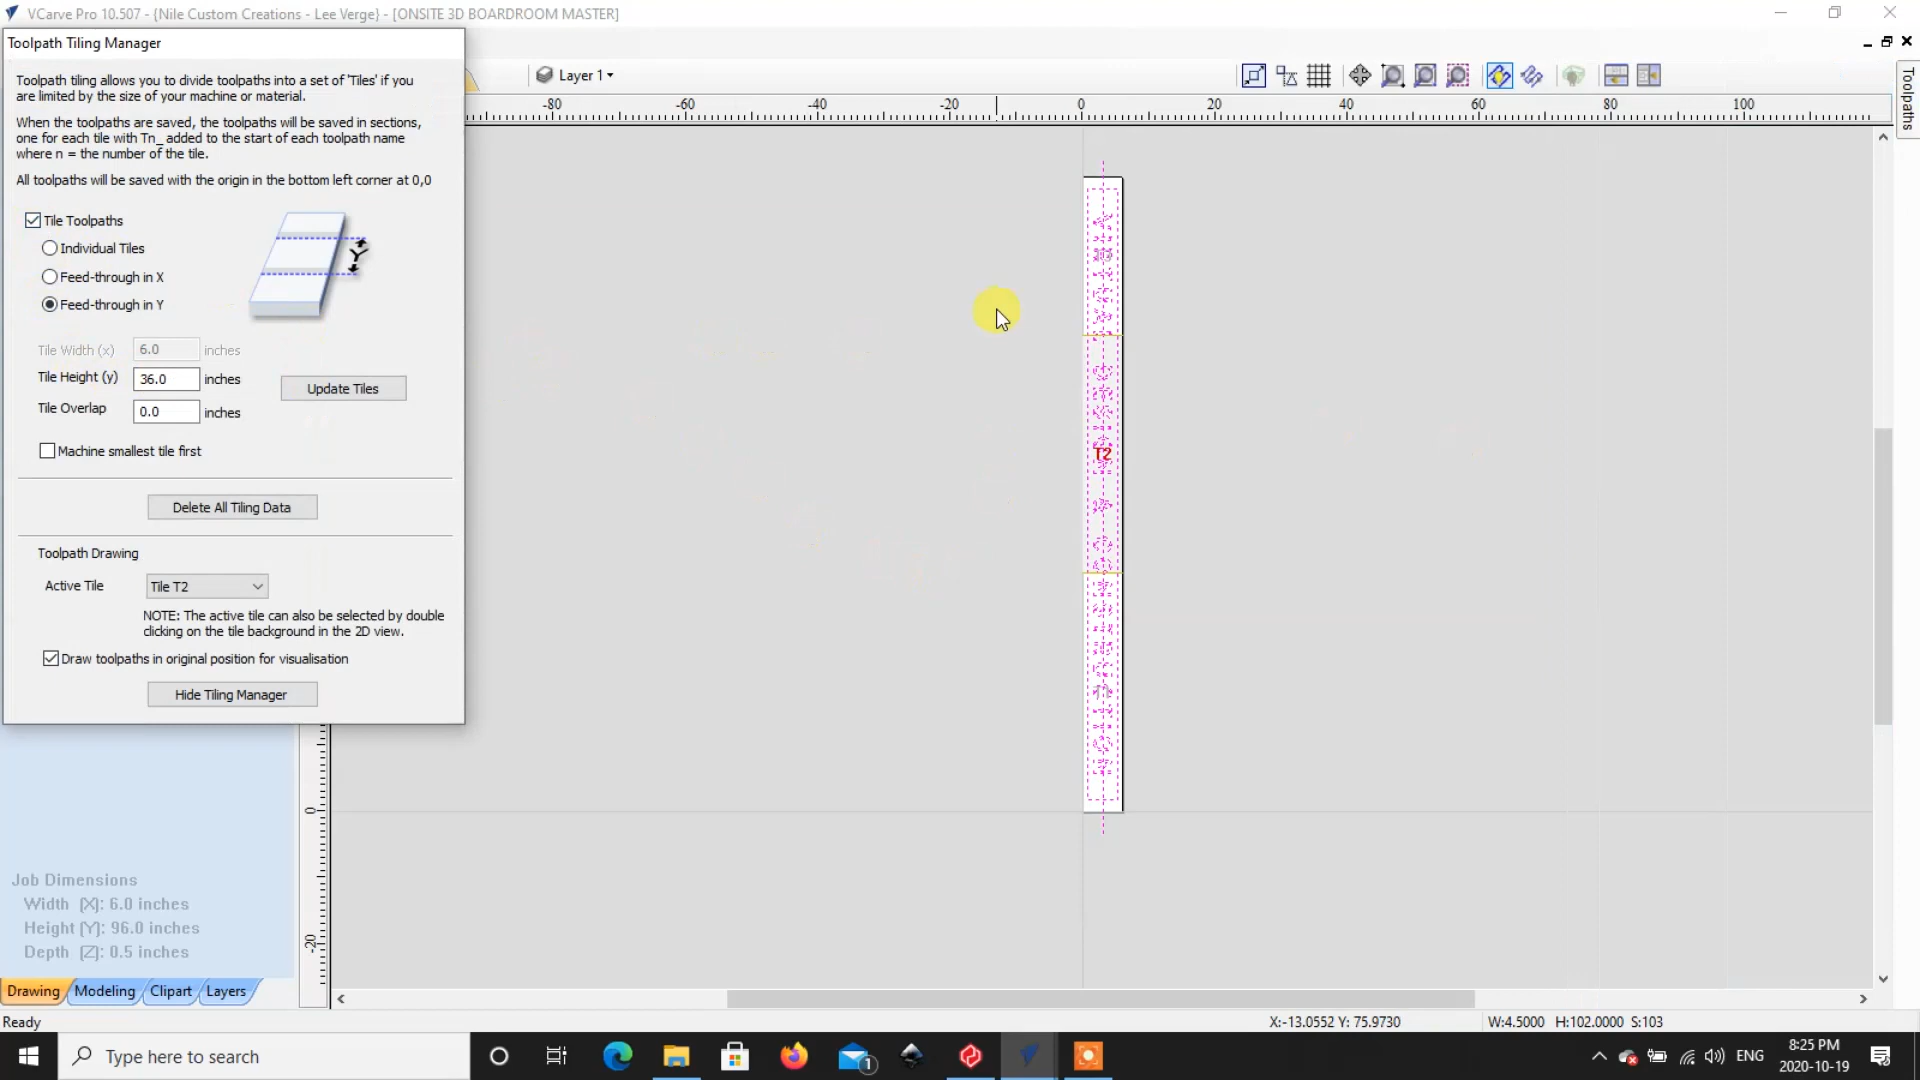 VCarve Pro 10.507 - {Nile Custom Creations - Lee Verge} - [ONSITE 3D BOARDROOM MASTER]
Toolpath Tiling Manager
Toolpath tiling allows you to divide toolpaths into a set of 'Tiles' if you
are limited by the size of your machine or material.
When the toolpaths are saved, the toolpaths will be saved in sections,
one for each tile with Tn_ added to the start of each toolpath name
where n = the number of the tile.
All toolpaths will be saved with the origin in the bottom left corner at 0,0
Tile Toolpaths
Individual Tiles
Feed-through in X
Feed-through in Y
Y
Tile Width (x) 6.0 inches
Tile Height (y) 36.0 inches
Update Tiles
Tile Overlap 0.0 inches
Machine smallest tile first
Delete All Tiling Data
Toolpath Drawing
Active Tile Tile T2
NOTE: The active tile can also be selected by double
clicking on the tile background in the 2D view.
Draw toolpaths in original position for visualisation
Hide Tiling Manager
Layer 1
-80 -60 -40 -20 0 20 40 60 80 100
Toolpaths
T2
0
-20
Job Dimensions
Width (X): 6.0 inches
Height (Y): 96.0 inches
Depth (Z): 0.5 inches
Drawing Modeling Clipart Layers
Ready
X:-13.0552 Y: 75.9730
W:4.5000 H:102.0000 S:103
Type here to search
1
ENG
8:25 PM
2020-10-19